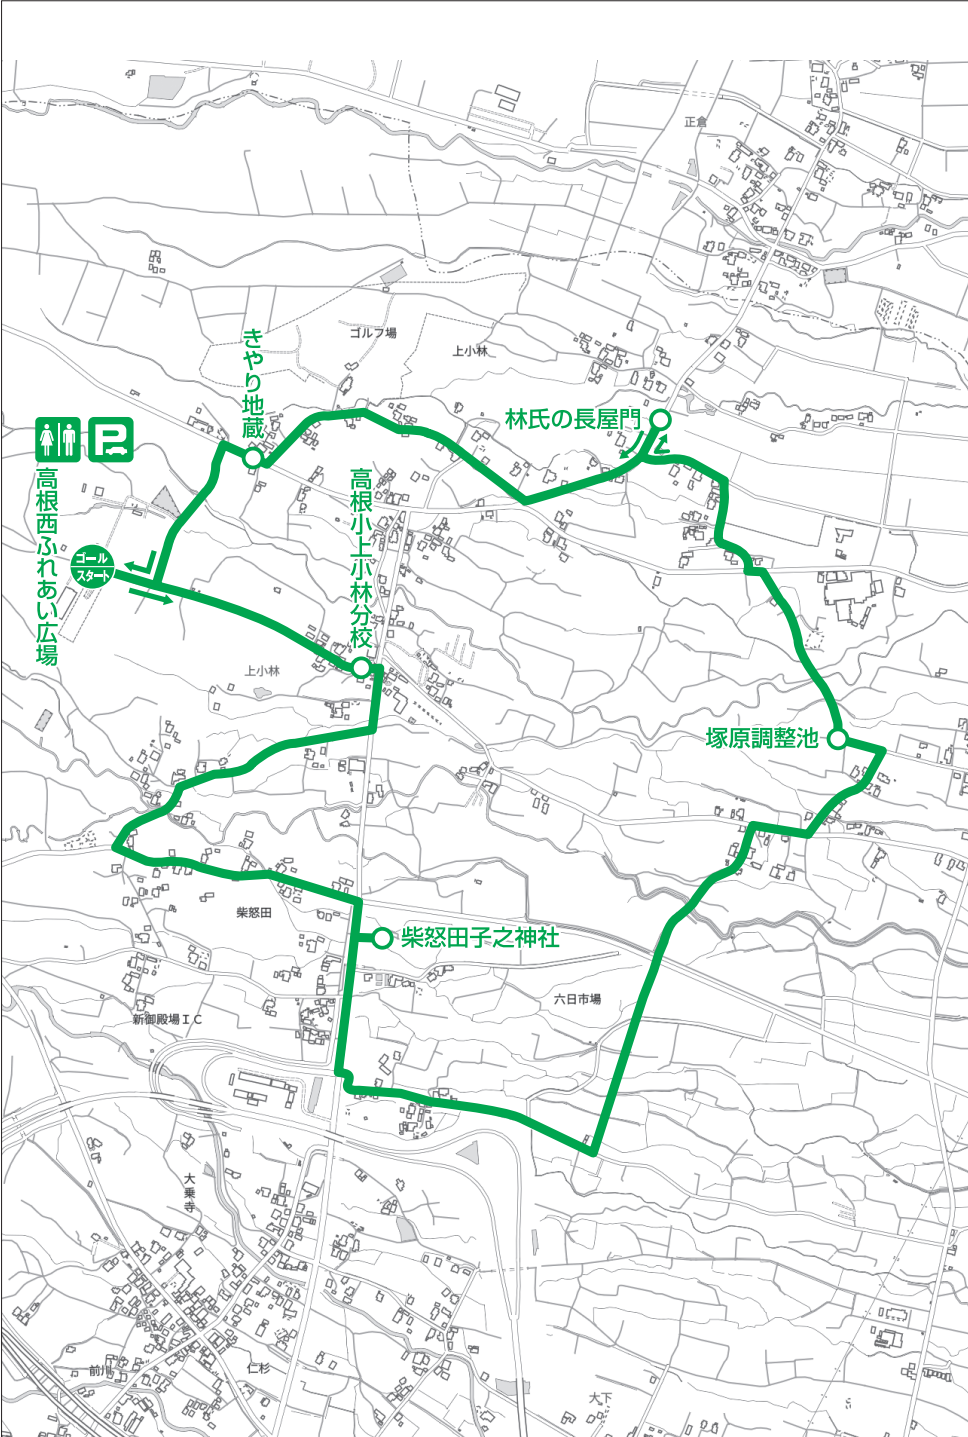 正倉
ゴルフ場
上小林
きやり地蔵
林氏の長屋門
P
高根西ふれあい広場
高根小上小林分校
ゴール
スタート
上小林
塚原調整池
柴怒田
柴怒田子之神社
六日市場
新御殿場IC
大乗寺
前川
仁杉
大下